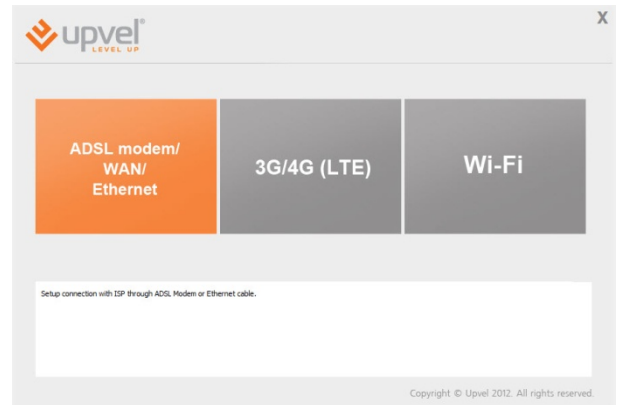 X
upvel®
LEVEL UP
ADSL modem/
WAN/
Ethernet
3G/4G (LTE)
Wi-Fi
Setup connection with ISP through ADSL Modem or Ethernet cable.
Copyright © Upvel 2012. All rights reserved.